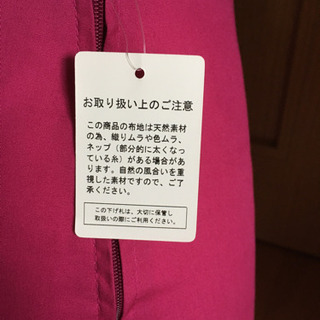 お取り扱い上のご注意
この商品の布地は天然素材
の為、織りムラや色ムラ、
ネップ（部分的に太くなっ
ている糸）がある場合があ
ります。自然の風合いを重
視した素材ですので、ご了
承ください。
この下げ札は、大切に保管し
取扱いの際にご利用ください。